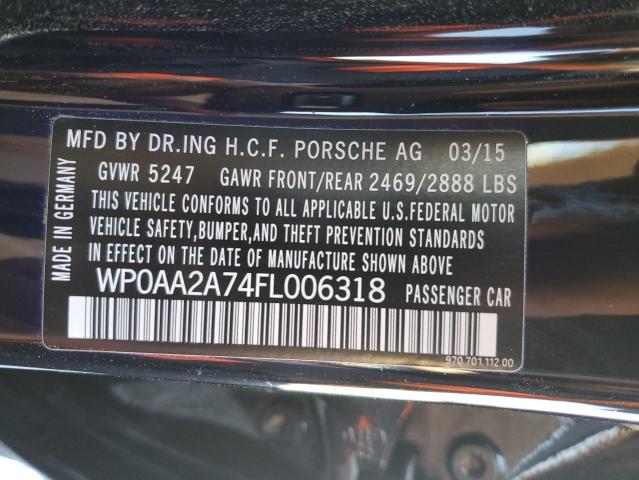 MFD BY DR.ING H.C.F. PORSCHE AG 03/15
GVWR 5247 GAWR FRONT/REAR 2469/2888 LBS
THIS VEHICLE CONFORMS TO ALL APPLICABLE U.S.FEDERAL MOTOR
VEHICLE SAFETY,BUMPER,AND THEFT PREVENTION STANDARDS
IN EFFECT ON THE DATE OF MANUFACTURE SHOWN ABOVE.
WP0AA2A74FL006318 PASSENGER CAR
970.701.112.00
MADE IN GERMANY